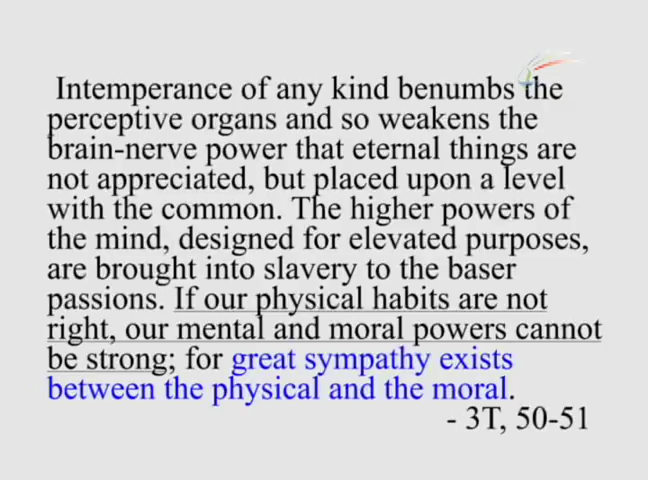 Intemperance of any kind benumbs the
perceptive organs and so weakens the
brain-nerve power that eternal things are
not appreciated, but placed upon a level
with the common. The higher powers of
the mind, designed for elevated purposes,
are brought into slavery to the baser
passions. If our physical habits are not
right, our mental and moral powers cannot
be strong; for great sympathy exists
between the physical and the moral.
- 3T, 50-51